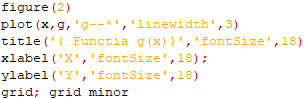 figure(2)
plot(x,g,'g--*','linewidth',3)
title('{ Functia g(x)}','fontSize',18)
xlabel('X','fontSize',18);
ylabel('Y','fontSize',18)
grid; grid minor